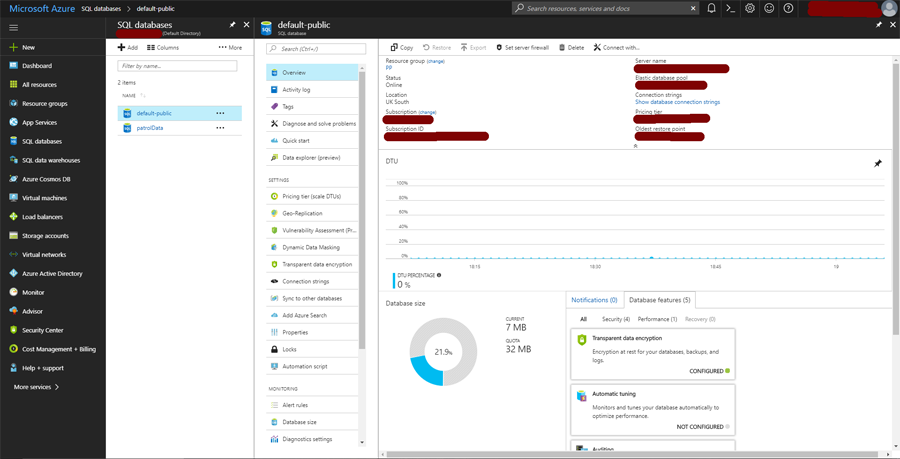 Microsoft Azure SQL databases > default-public
Search resources, services and docs
New
Dashboard
All resources
Resource groups
App Services
SQL databases
SQL data warehouses
Azure Cosmos DB
Virtual machines
Load balancers
Storage accounts
Virtual networks
Azure Active Directory
Monitor
Advisor
Security Center
Cost Management + Billing
Help + support
More services
SQL databases
(Default Directory)
Add Columns More
Filter by name...
2 items
NAME
default-public
patrolData
default-public
SQL database
Search (Ctrl+/)
Overview
Activity log
Tags
Diagnose and solve problems
Quick start
Data explorer (preview)
SETTINGS
Pricing tier (scale DTUs)
Geo-Replication
Vulnerability Assessment (Pr...
Dynamic Data Masking
Transparent data encryption
Connection strings
Sync to other databases
Add Azure Search
Properties
Locks
Automation script
MONITORING
Alert rules
Database size
Diagnostics settings
Copy Restore Export Set server firewall Delete Connect with...
Resource group (change)
PP
Status
Online
Location
UK South
Subscription (change)
Subscription ID
Server name
Elastic database pool
Connection strings
Show database connection strings
Pricing tier
Oldest restore point
DTU
100%
80%
60%
40%
20%
0%
18:15 18:30 18:45 19
DTU PERCENTAGE
0 %
Database size
21.9%
CURRENT
7 MB
QUOTA
32 MB
Notifications (0) Database features (5)
All Security (4) Performance (1) Recovery (0)
Transparent data encryption
Encryption at rest for your databases, backups, and
logs.
CONFIGURED
Automatic tuning
Monitors and tunes your database automatically to
optimize performance.
NOT CONFIGURED
Auditing